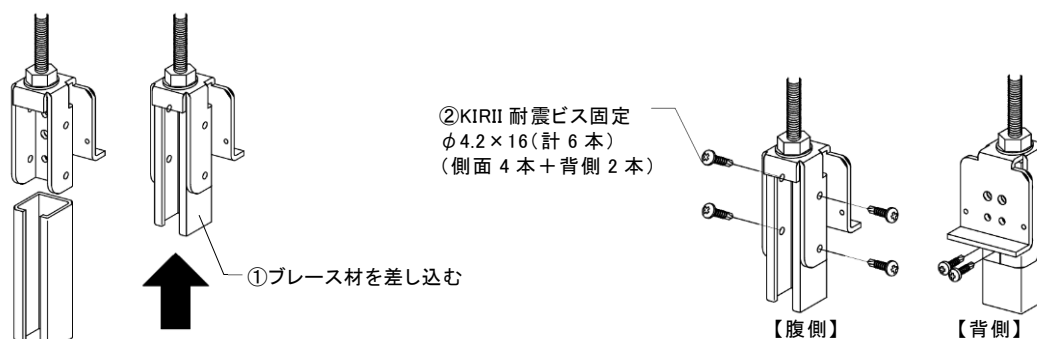 ②KIRII 耐震ビス固定
φ4.2×16(計 6 本)
(側面 4 本＋背側 2 本)
①ブレース材を差し込む
【腹側】
【背側】